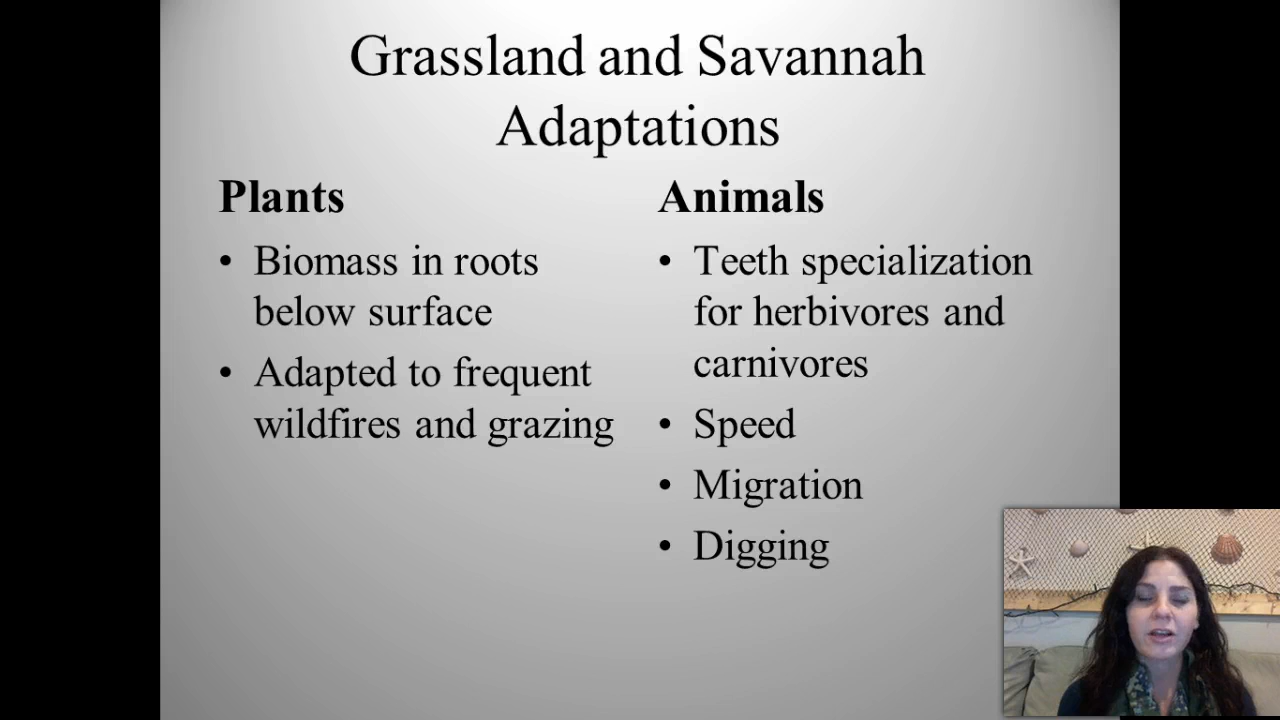 Grassland and Savannah
Adaptations
Plants
• Biomass in roots
below surface
• Adapted to frequent
wildfires and grazing
Animals
• Teeth specialization
for herbivores and
carnivores
• Speed
• Migration
• Digging